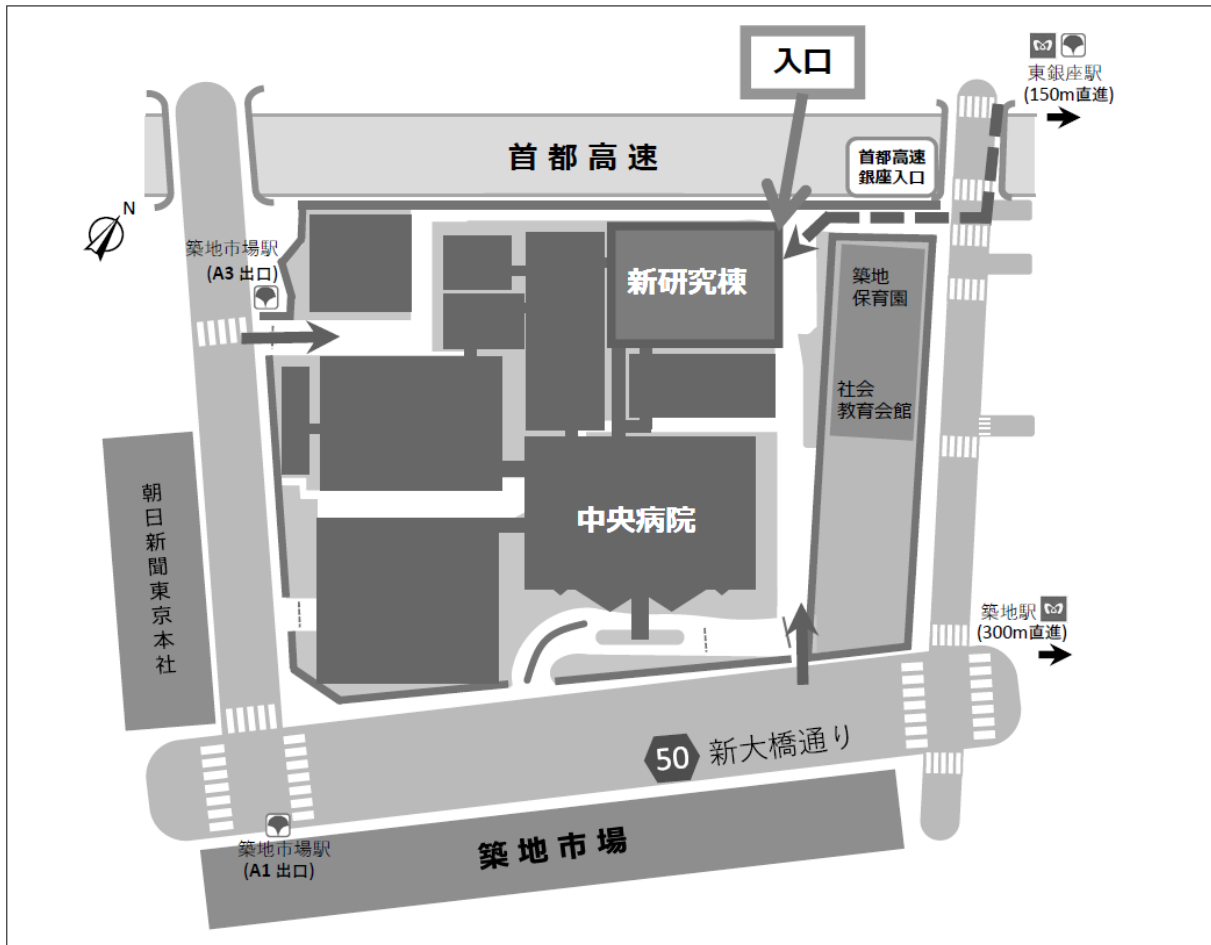 入口
東銀座駅
(150m直進)
首都高速
首都高速
銀座入口
N
築地市場駅
(A3 出口)
新研究棟
築地
保育園
社会
教育会館
朝日新聞東京本社
中央病院
築地駅
(300m直進)
50 新大橋通り
築地市場駅
(A1 出口)
築地市場